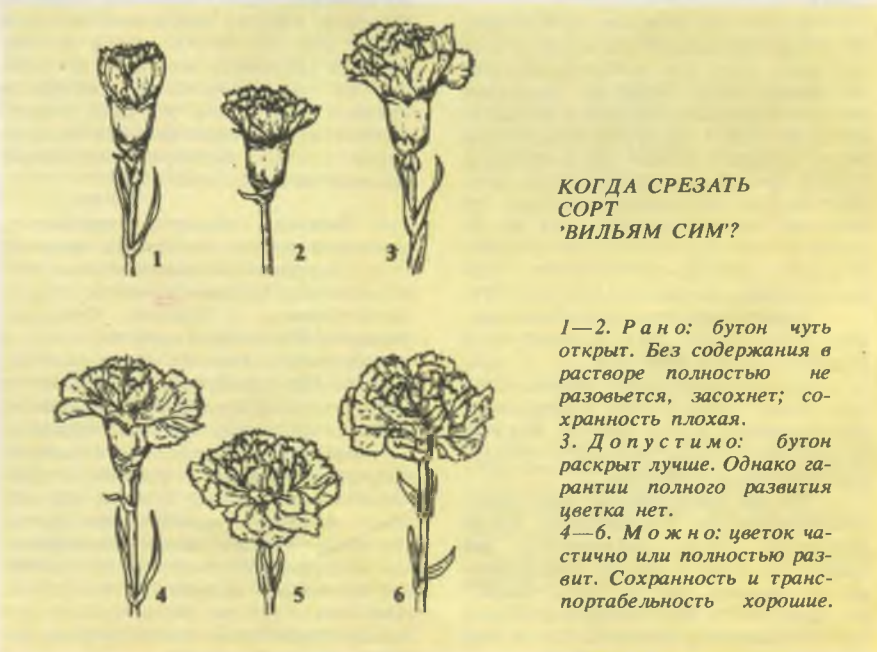 1
2
3
КОГДА СРЕЗАТЬ
СОРТ
'ВИЛЬЯМ СИМ'?
4
5
6
1—2. Рано: бутон чуть
открыт. Без содержания в
растворе полностью не
разовьется, засохнет; со-
хранность плохая.
3. Допустимо: бутон
раскрыт лучше. Однако га-
рантии полного развития
цветка нет.
4—6. Можно: цветок ча-
стично или полностью раз-
вит. Сохранность и транс-
портабельность хорошие.